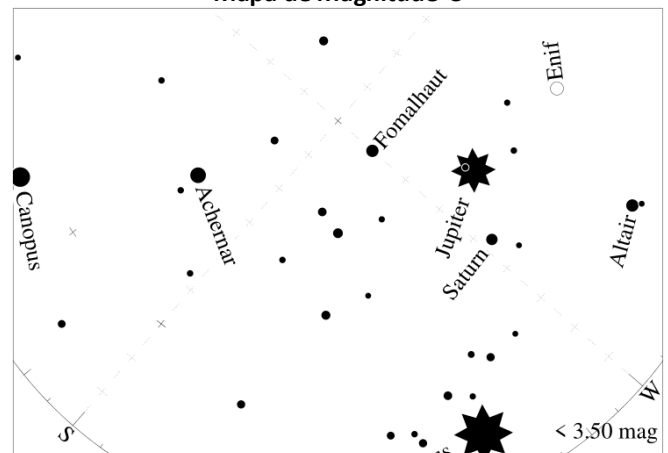 Mapa de magnitude 3
Enif
Fomalhaut
Canopus
Achernar
Jupiter
Saturn
Altair
S
W
< 3.50 mag